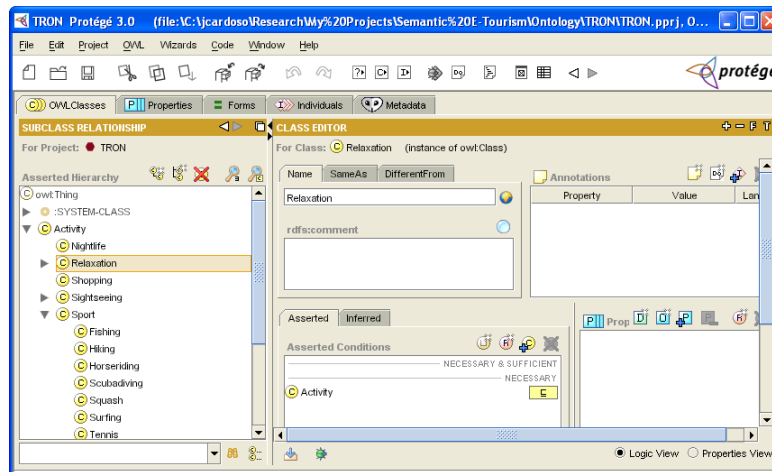 TRON Protégé 3.0 (file:\C:\jcardoso\Research\My%20Projects\Semantic%20E-Tourism\Ontology\TRON\TRON.pprj, O...
File Edit Project OWL Wizards Code Window Help
protégé
OWLClasses Properties Forms Individuals Metadata
SUBCLASS RELATIONSHIP
CLASS EDITOR
For Project: TRON
For Class: Relaxation (instance of owl:Class)
Asserted Hierarchy
Name SameAs DifferentFrom
Annotations
Property Value Lan
owl:Thing
:SYSTEM-CLASS
Activity
Nightlife
Relaxation
Shopping
Sightseeing
Sport
Fishing
Hiking
Horseriding
Scubadiving
Squash
Surfing
Tennis
Relaxation
rdfs:comment
Asserted Inferred
Prop
Asserted Conditions
NECESSARY & SUFFICIENT
NECESSARY
Activity
Logic View Properties View